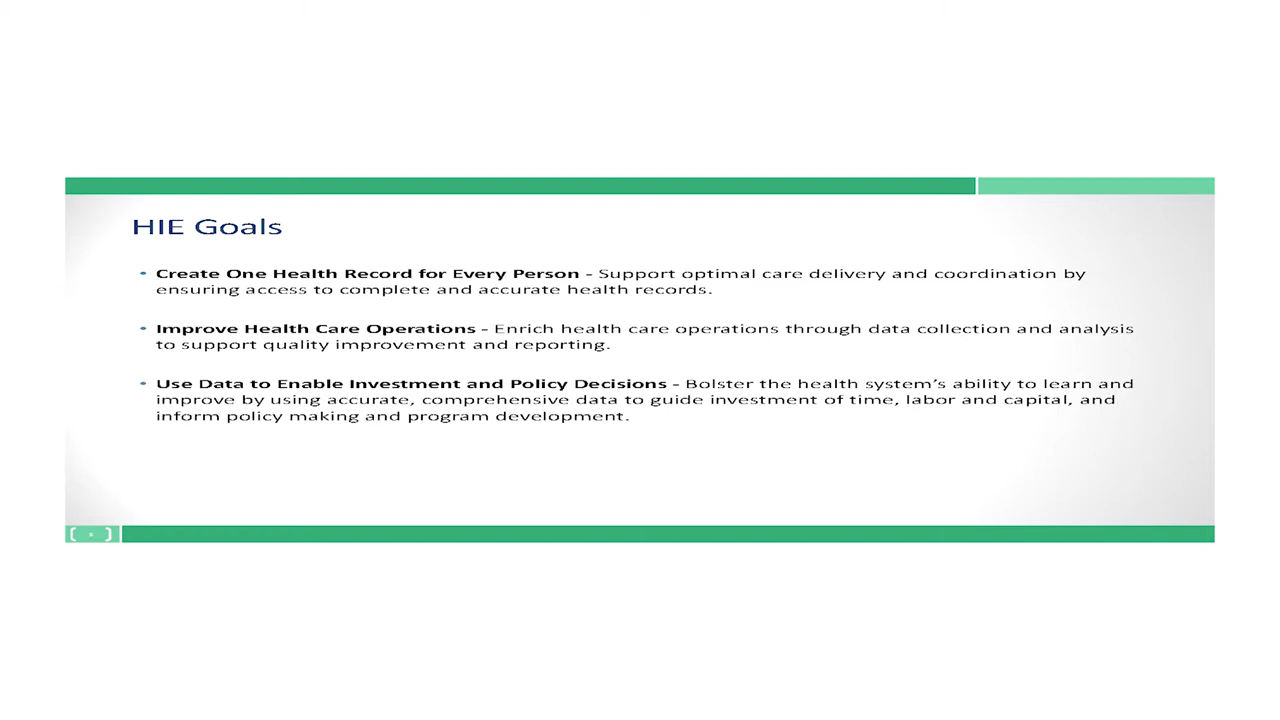 HIE Goals
• Create One Health Record for Every Person - Support optimal care delivery and coordination by
ensuring access to complete and accurate health records.
• Improve Health Care Operations - Enrich health care operations through data collection and analysis
to support quality improvement and reporting.
• Use Data to Enable Investment and Policy Decisions - Bolster the health system's ability to learn and
improve by using accurate, comprehensive data to guide investment of time, labor and capital, and
inform policy making and program development.